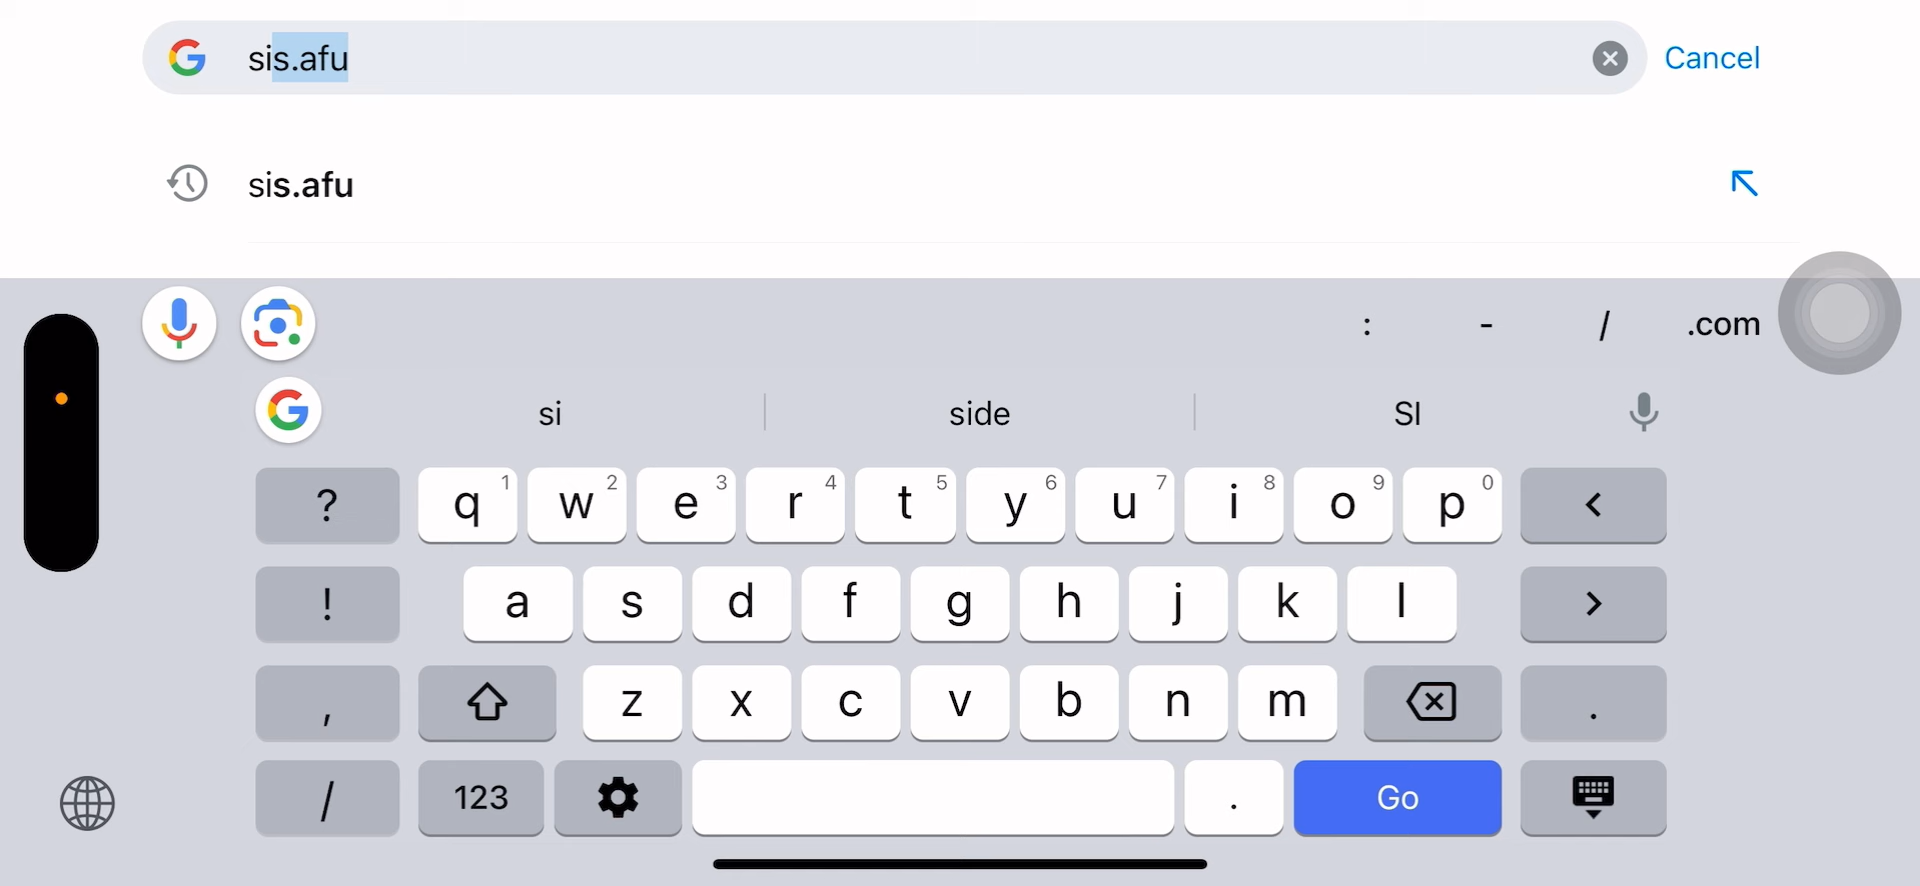 sis.afu
Cancel
sis.afu
: - / .com
si side SI
? q 1 w 2 e 3 r 4 t 5 y 6 u 7 i 8 o 9 p 0 <
! a s d f g h j k l >
, z x c v b n m .
/ 123 . Go